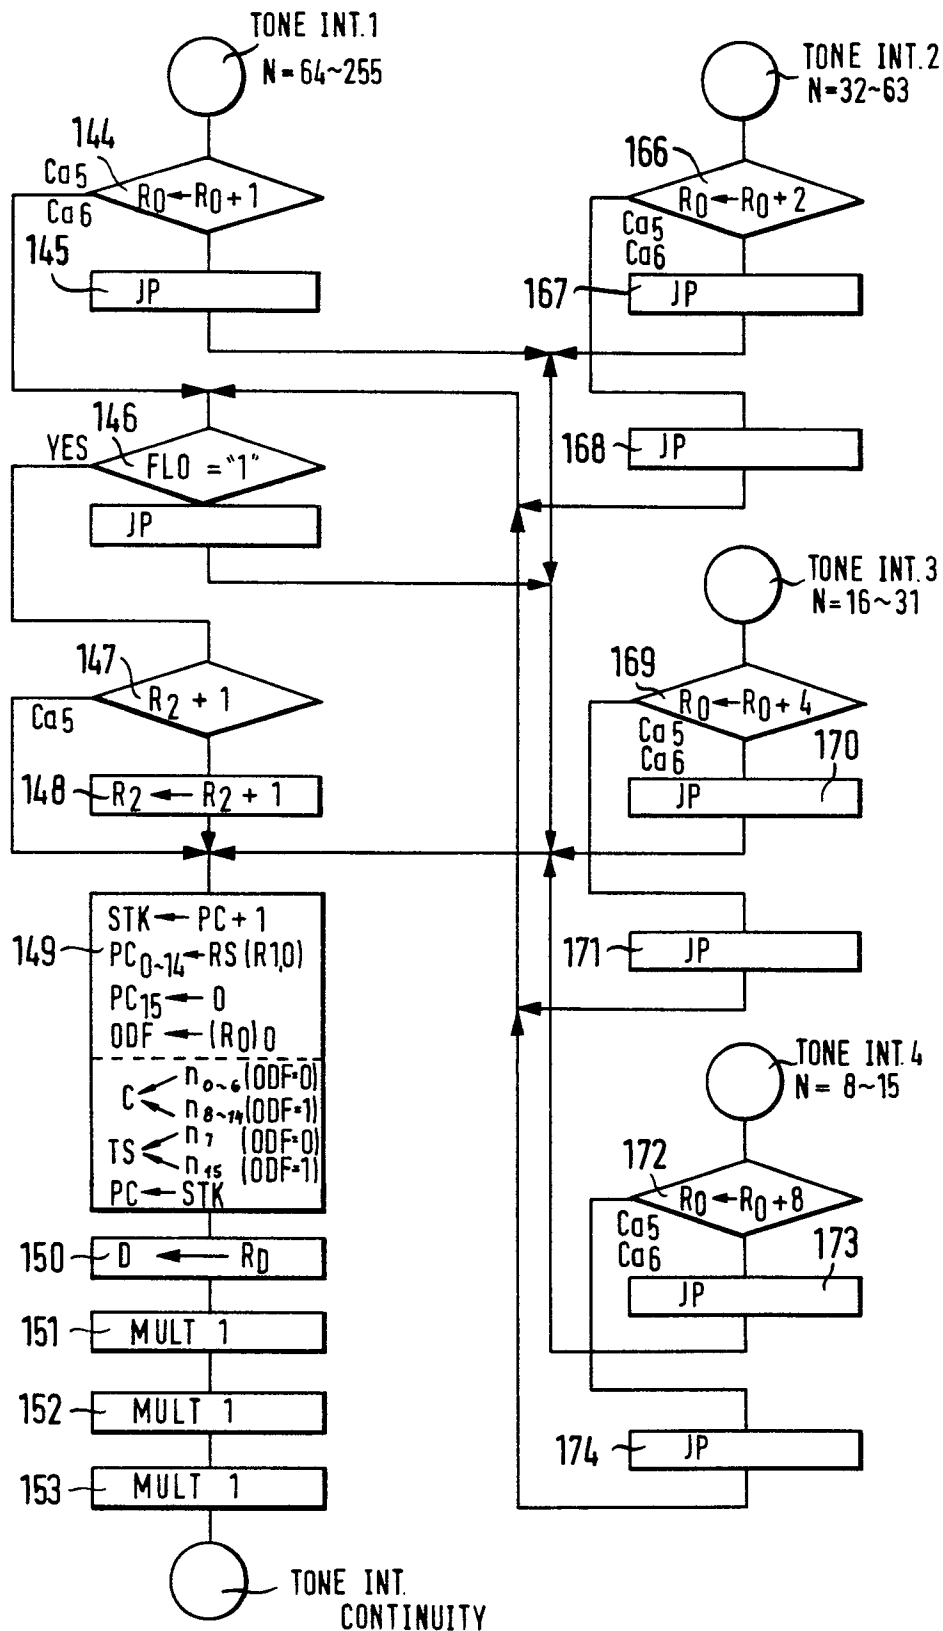 TONE INT.1
N=64~255
144
Ca5
Ca6
R0←R0+1
145
JP
146
YES
FL0 ="1"
JP
147
Ca5
R2 + 1
148
R2 ← R2 + 1
149
STK ← PC + 1
PC0~14 ← RS (R1,0)
PC15 ← 0
ODF ← (R0)0
C
n0~6 (ODF=0)
n8~14 (ODF=1)
TS
n7 (ODF=0)
n15 (ODF=1)
PC ← STK
150
D ← RD
151
MULT 1
152
MULT 1
153
MULT 1
TONE INT.
CONTINUITY
TONE INT.2
N=32~63
166
R0←R0+2
Ca5
Ca6
167
JP
168
JP
TONE INT.3
N=16~31
169
R0←R0+4
Ca5
Ca6
170
JP
171
JP
TONE INT.4
N= 8~15
172
R0←R0+8
Ca5
Ca6
173
JP
174
JP